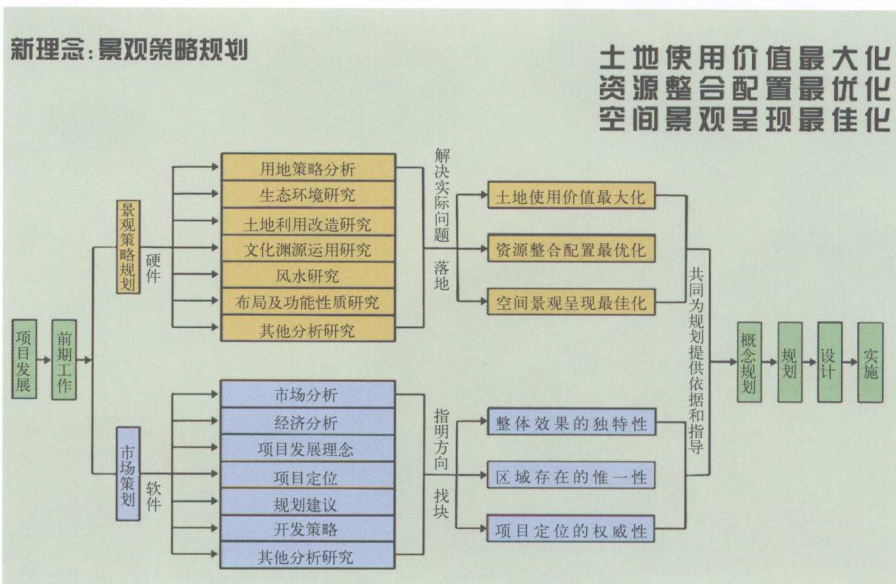 新理念:景观策略规划
土地使用价值最大化
资源整合配置最优化
空间景观呈现最佳化
项目发展
前期工作
景观策略规划
硬件
用地策略分析
生态环境研究
土地利用改造研究
文化渊源运用研究
风水研究
布局及功能性质研究
其他分析研究
解决实际问题
落地
土地使用价值最大化
资源整合配置最优化
空间景观呈现最佳化
市场策划
软件
市场分析
经济分析
项目发展理念
项目定位
规划建议
开发策略
其他分析研究
指明方向
找块
整体效果的独特性
区域存在的惟一性
项目定位的权威性
共同为规划提供依据和指导
概念规划
规划
设计
实施